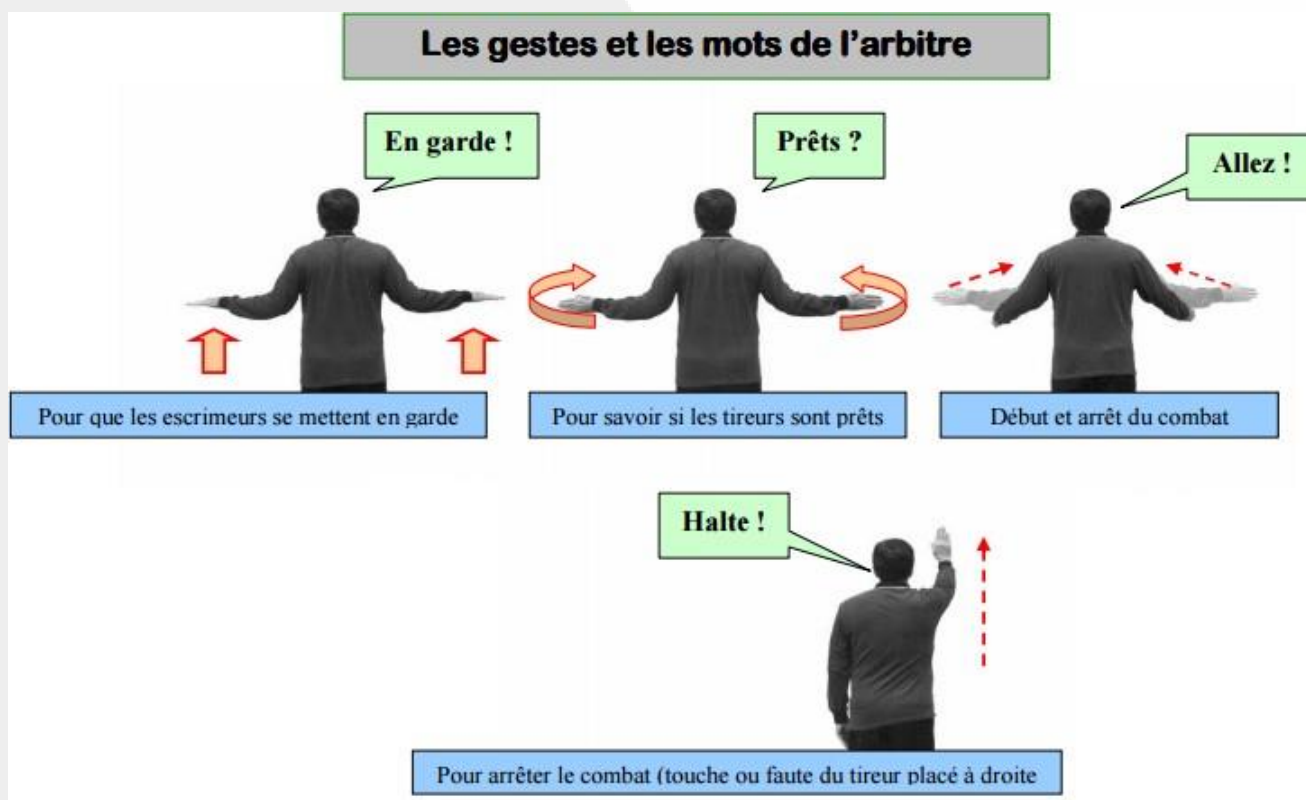 Les gestes et les mots de l'arbitre
En garde !
Prêts ?
Allez !
Pour que les escrimeurs se mettent en garde
Pour savoir si les tireurs sont prêts
Début et arrêt du combat
Halte !
Pour arrêter le combat (touche ou faute du tireur placé à droite